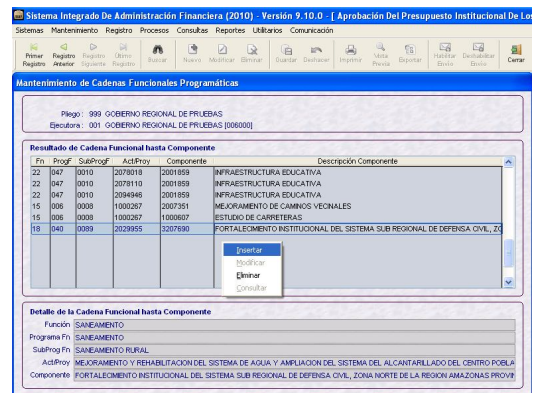 Sistema Integrado De Administración Financiera (2010) - Versión 9.10.0 - [ Aprobación Del Presupuesto Institucional De Los
Sistemas Mantenimiento Registro Procesos Consultas Reportes Utilitarios Comunicación
Primer Registro Registro Anterior Registro Siguiente Último Registro Buscar Nuevo Modificar Eliminar Guardar Deshacer Imprimir Vista Previa Exportar Habilitar Envío Deshabilitar Envío Cerrar
Mantenimiento de Cadenas Funcionales Programáticas
Pliego : 999 GOBIERNO REGIONAL DE PRUEBAS
Ejecutora : 001 GOBIERNO REGIONAL DE PRUEBAS [006000]
Resultado de Cadena Funcional hasta Componente
Fn ProgF SubProgF Act/Proy Componente Descripción Componente
22 047 0010 2078018 2001859 INFRAESTRUCTURA EDUCATIVA
22 047 0010 2078110 2001859 INFRAESTRUCTURA EDUCATIVA
22 047 0010 2094946 2001859 INFRAESTRUCTURA EDUCATIVA
15 006 0008 1000267 2007351 MEJORAMIENTO DE CAMINOS VECINALES
15 006 0008 1000267 1000607 ESTUDIO DE CARRETERAS
18 040 0089 2029955 3207690 FORTALECIMIENTO INSTITUCIONAL DEL SISTEMA SUB REGIONAL DE DEFENSA CIVIL, ZO
Insertar
Modificar
Eliminar
Consultar
Detalle de la Cadena Funcional hasta Componente
Función SANEAMIENTO
Programa Fn SANEAMIENTO
SubProg Fn SANEAMIENTO RURAL
Act/Proy MEJORAMIENTO Y REHABILITACION DEL SISTEMA DE AGUA Y AMPLIACION DEL SISTEMA DEL ALCANTARILLADO DEL CENTRO POBLA
Componente FORTALECIMIENTO INSTITUCIONAL DEL SISTEMA SUB REGIONAL DE DEFENSA CIVIL, ZONA NORTE DE LA REGION AMAZONAS PROVIN